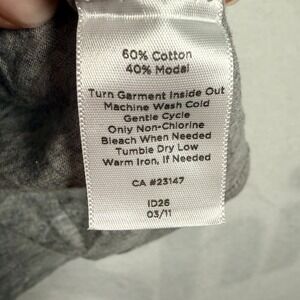 60% Cotton
40% Modal
Turn Garment Inside Out
Machine Wash Cold
Gentle Cycle
Only Non-Chlorine
Bleach When Needed
Tumble Dry Low
Warm Iron, If Needed
CA #23147
ID26
03/11